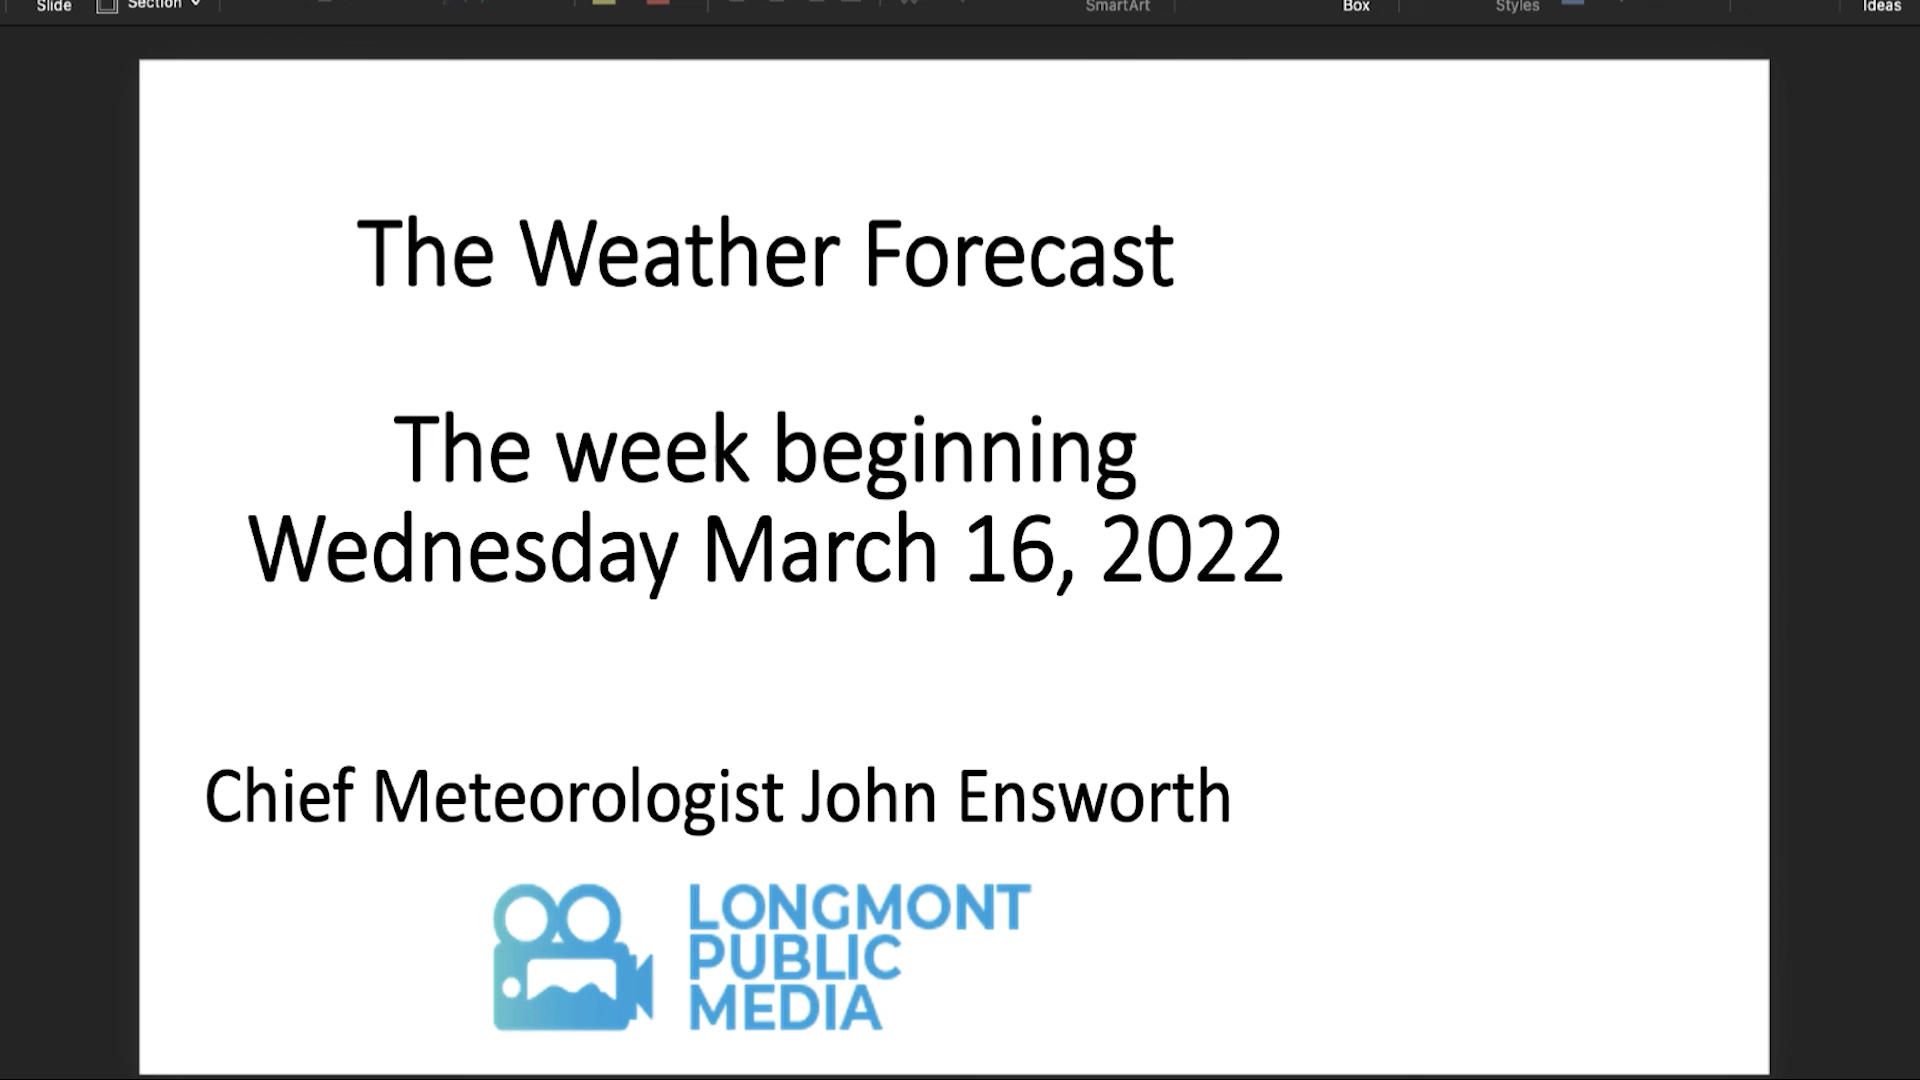 Slide Section SmartArt Box Styles Ideas
The Weather Forecast
The week beginning
Wednesday March 16, 2022
Chief Meteorologist John Ensworth
LONGMONT
PUBLIC
MEDIA